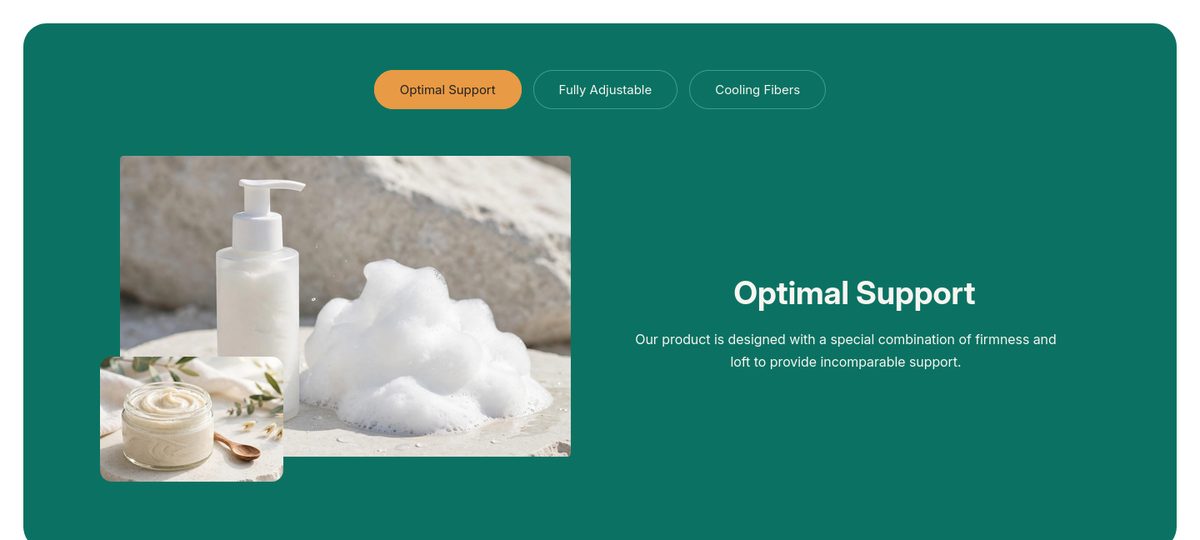 Optimal Support
Fully Adjustable
Cooling Fibers
Optimal Support
Our product is designed with a special combination of firmness and
loft to provide incomparable support.